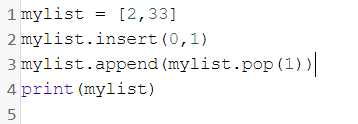 1 mylist = [2,33]
2 mylist.insert(0,1)
3 mylist.append(mylist.pop(1))
4 print(mylist)
5